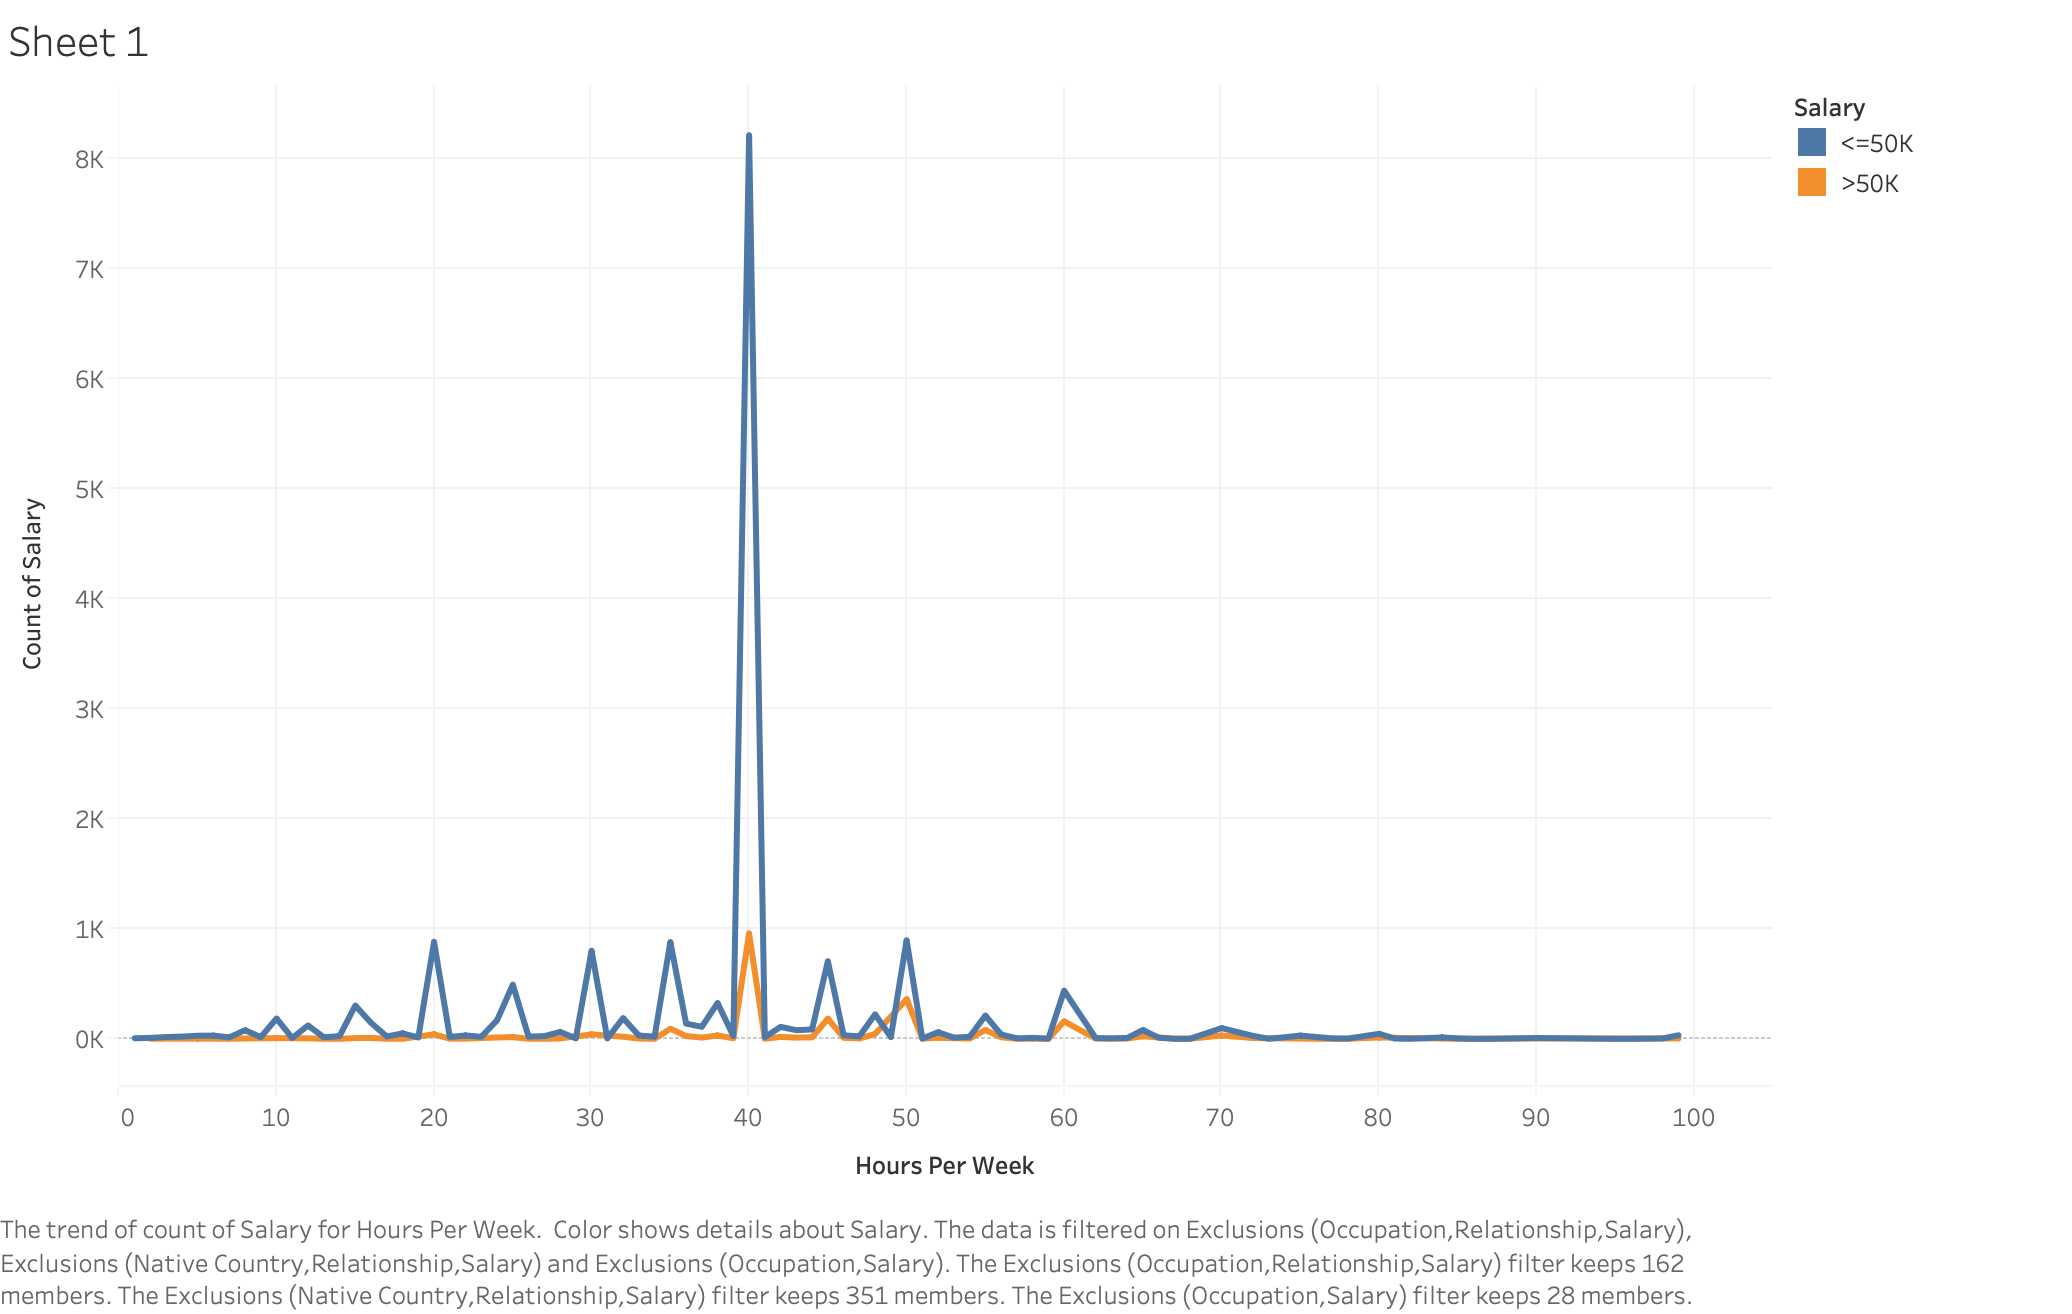 Sheet 1
Salary
<=50K
>50K
8K
7K
6K
5K
4K
3K
2K
1K
0K
Count of Salary
0 10 20 30 40 50 60 70 80 90 100
Hours Per Week
The trend of count of Salary for Hours Per Week.  Color shows details about Salary. The data is filtered on Exclusions (Occupation,Relationship,Salary),
Exclusions (Native Country,Relationship,Salary) and Exclusions (Occupation,Salary). The Exclusions (Occupation,Relationship,Salary) filter keeps 162
members. The Exclusions (Native Country,Relationship,Salary) filter keeps 351 members. The Exclusions (Occupation,Salary) filter keeps 28 members.